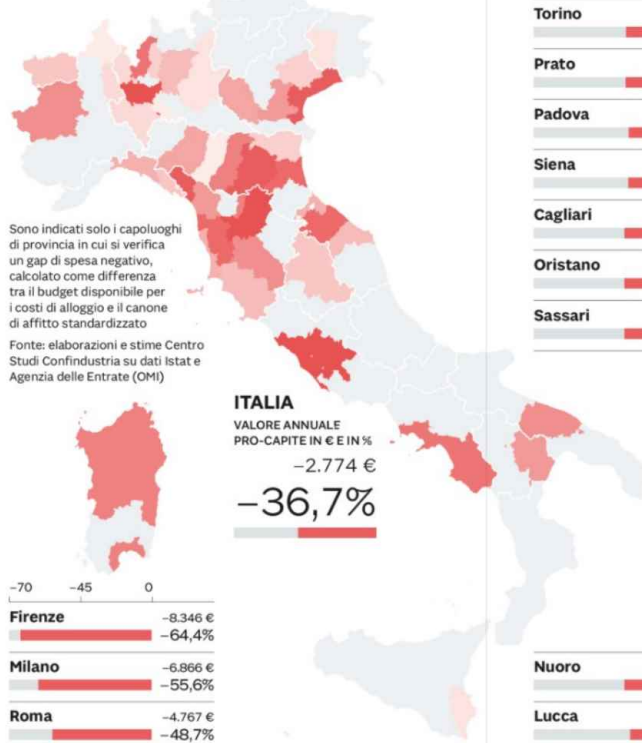 Sono indicati solo i capoluoghi
di provincia in cui si verifica
un gap di spesa negativo,
calcolato come differenza
tra il budget disponibile per
i costi di alloggio e il canone
di affitto standardizzato
Fonte: elaborazioni e stime Centro
Studi Confindustria su dati Istat e
Agenzia delle Entrate (OMI)
ITALIA
VALORE ANNUALE
PRO-CAPITE IN € E IN %
−2.774 €
−36,7%
−70 −45 0
Firenze −8.346 €
−64,4%
Milano −6.866 €
−55,6%
Roma −4.767 €
−48,7%
Torino
Prato
Padova
Siena
Cagliari
Oristano
Sassari
Nuoro
Lucca